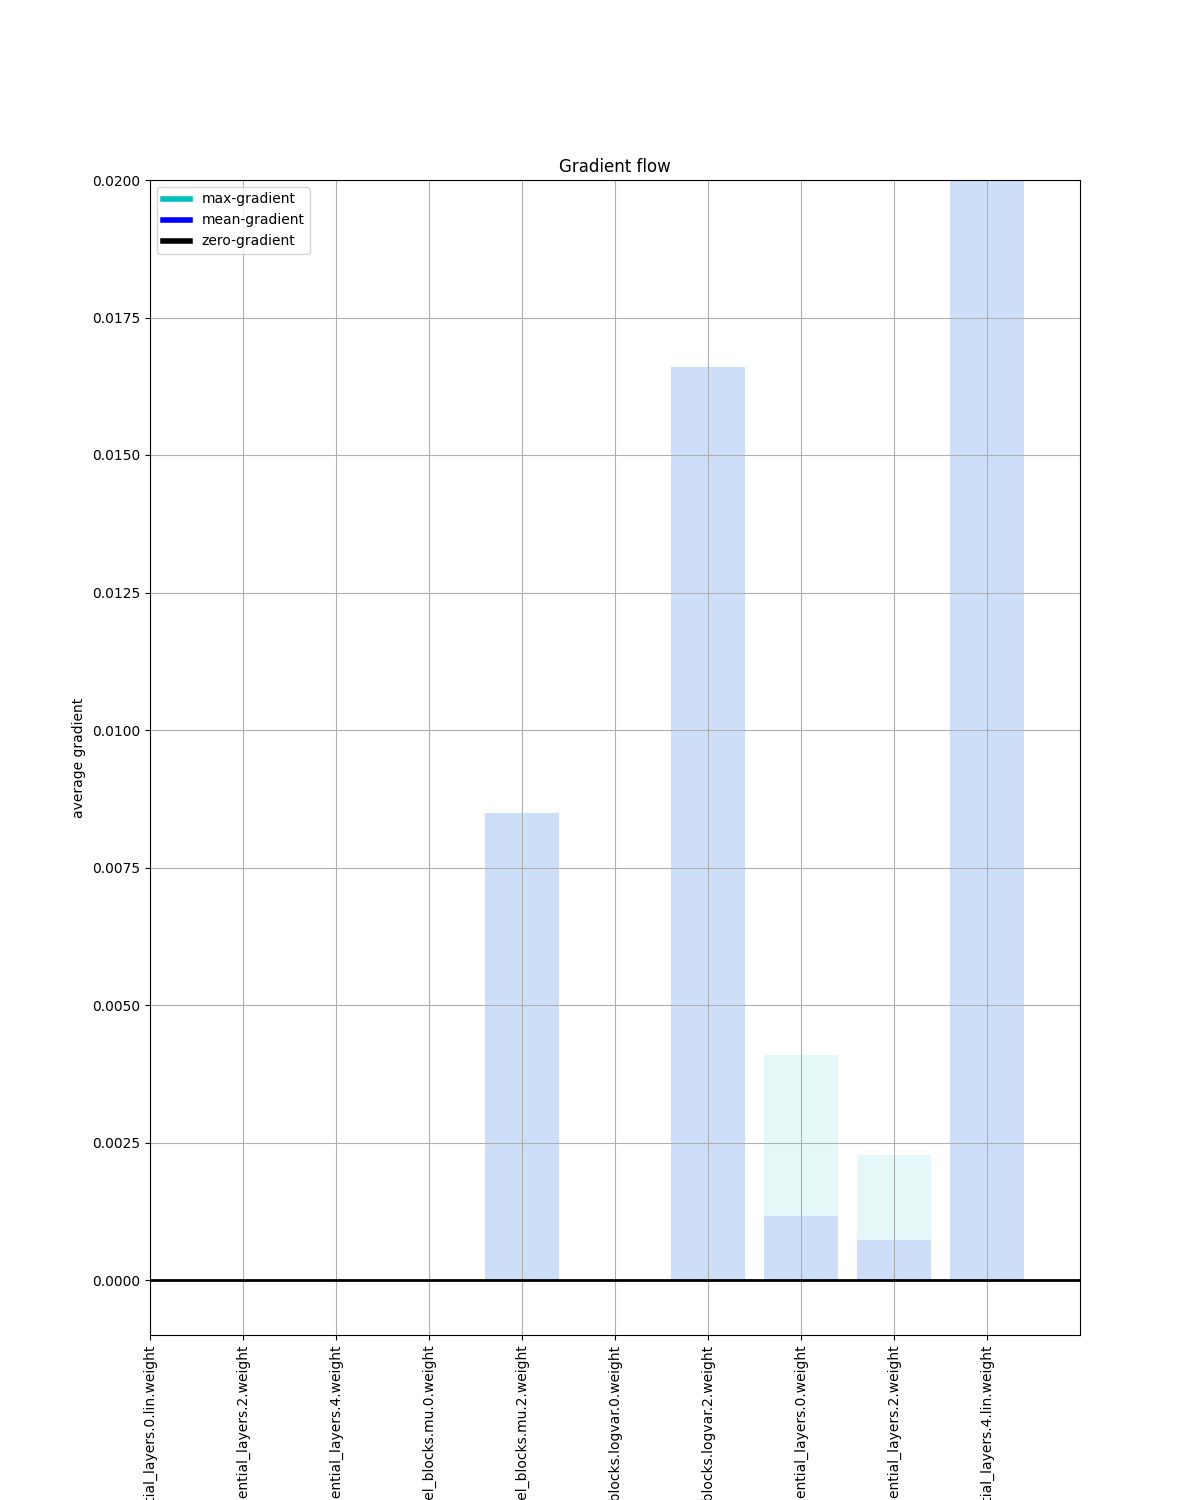 Gradient flow
max-gradient
mean-gradient
zero-gradient
0.0200
0.0175
0.0150
0.0125
0.0100
0.0075
0.0050
0.0025
0.0000
average gradient
tial_layers.0.lin.weight
ential_layers.2.weight
ential_layers.4.weight
el_blocks.mu.0.weight
el_blocks.mu.2.weight
blocks.logvar.0.weight
blocks.logvar.2.weight
ential_layers.0.weight
ential_layers.2.weight
tial_layers.4.lin.weight